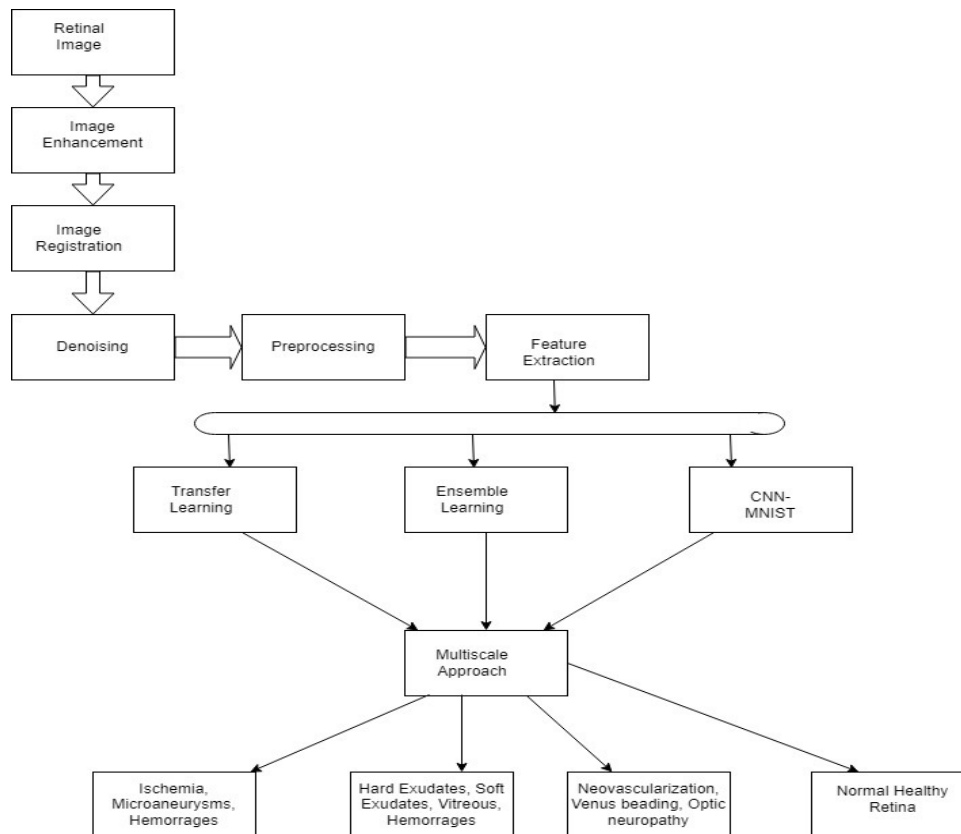 Retinal
Image
Image
Enhancement
Image
Registration
Denoising
Preprocessing
Feature
Extraction
Transfer
Learning
Ensemble
Learning
CNN-
MNIST
Multiscale
Approach
Ischemia,
Microaneurysms,
Hemorrages
Hard Exudates, Soft
Exudates, Vitreous,
Hemorrages
Neovascularization,
Venus beading, Optic
neuropathy
Normal Healthy
Retina